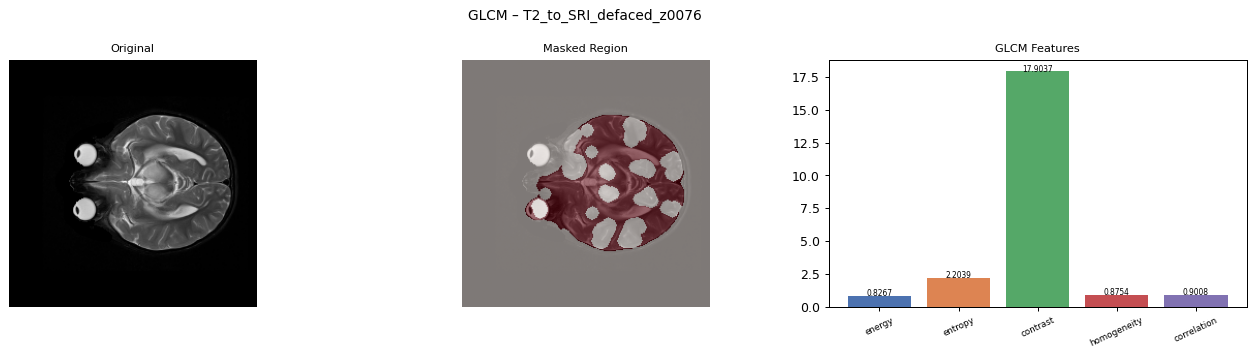 GLCM – T2_to_SRI_defaced_z0076
Original
Masked Region
GLCM Features
17.5
15.0
12.5
10.0
7.5
5.0
2.5
0.0
0.8267
2.2039
17.9037
0.8754
0.9008
energy
entropy
contrast
homogeneity
correlation